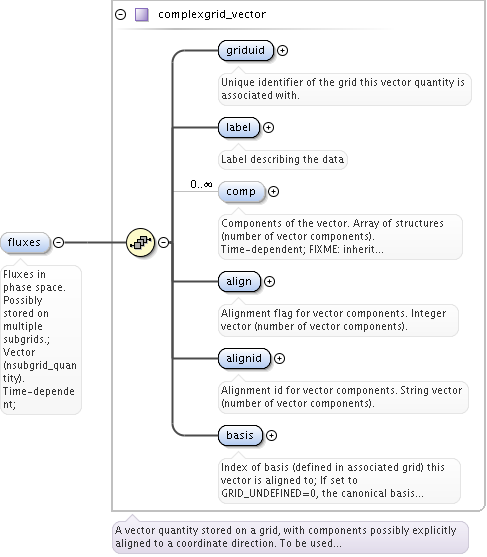 complexgrid_vector
griduid
Unique identifier of the grid this vector quantity is
associated with.
label
Label describing the data
0..∞
comp
Components of the vector. Array of structures
(number of vector components).
Time-dependent; FIXME: inherit...
fluxes
Fluxes in
phase space.
Possibly
stored on
multiple
subgrids.;
Vector
(nsubgrid_quan
tity).
Time-depende
nt;
align
Alignment flag for vector components. Integer
vector (number of vector components).
alignid
Alignment id for vector components. String vector
(number of vector components).
basis
Index of basis (defined in associated grid) this
vector is aligned to; If set to
GRID_UNDEFINED=0, the canonical basis...
A vector quantity stored on a grid, with components possibly explicitly
aligned to a coordinate direction. To be used...